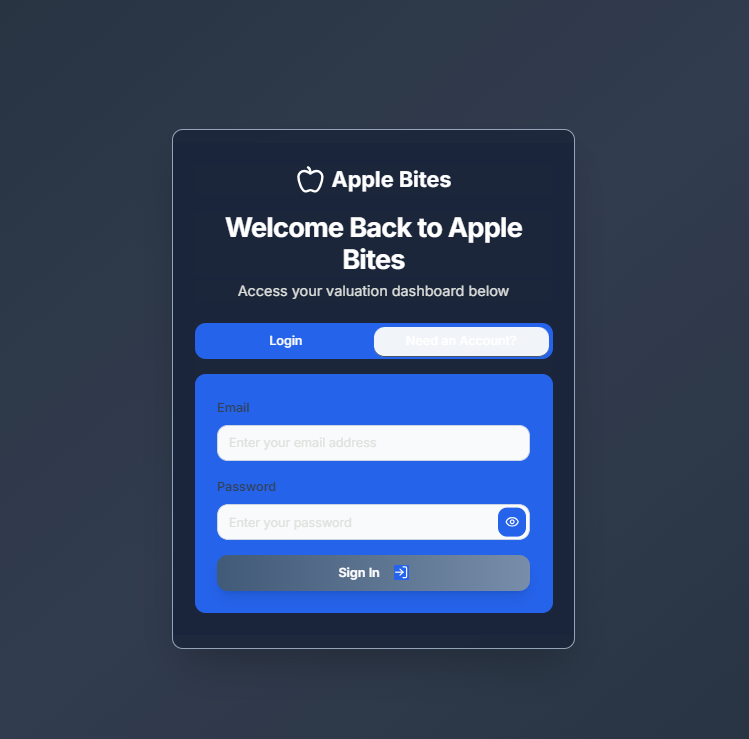 Apple Bites
Welcome Back to Apple
Bites
Access your valuation dashboard below
Login
Need an Account?
Email
Enter your email address
Password
Enter your password
Sign In